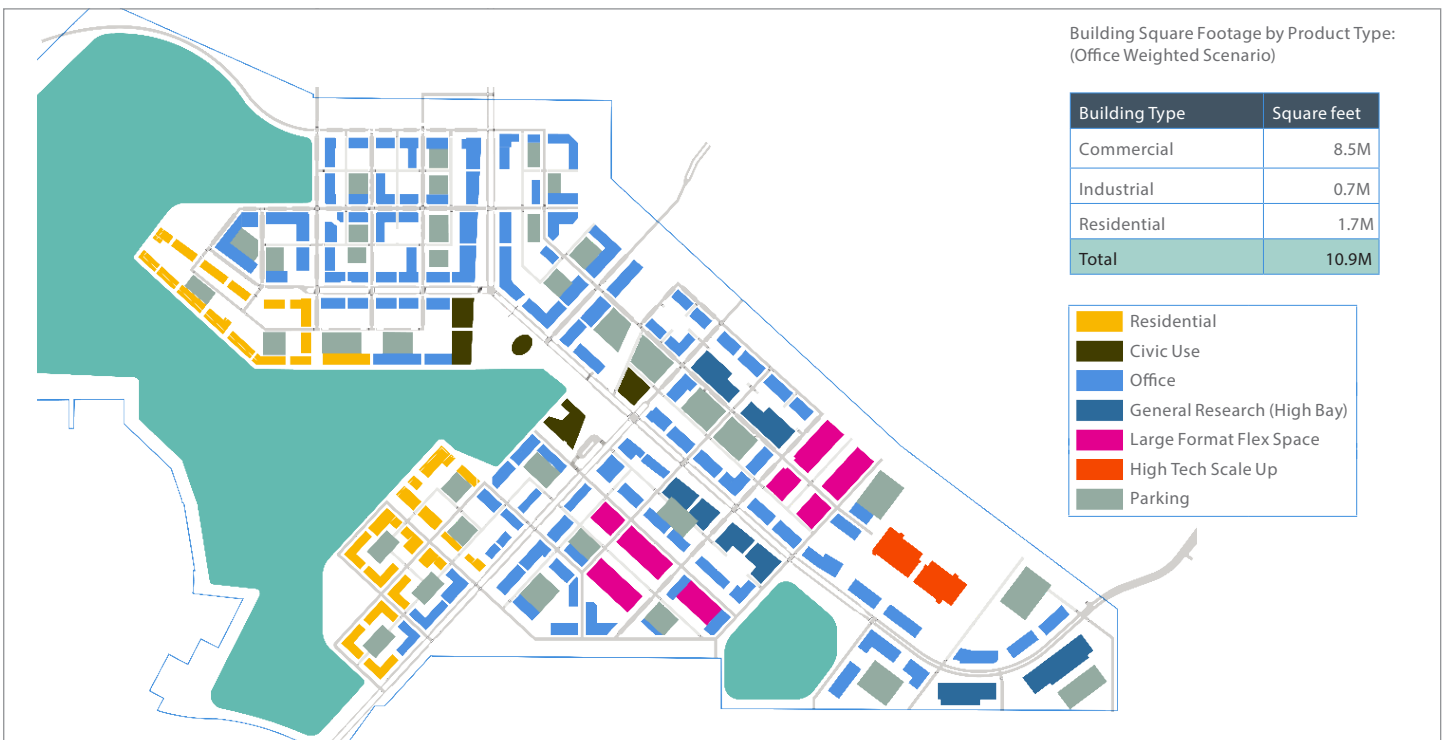 Building Square Footage by Product Type:
(Office Weighted Scenario)
Building Type Square feet
Commercial 8.5M
Industrial 0.7M
Residential 1.7M
Total 10.9M
Residential
Civic Use
Office
General Research (High Bay)
Large Format Flex Space
High Tech Scale Up
Parking